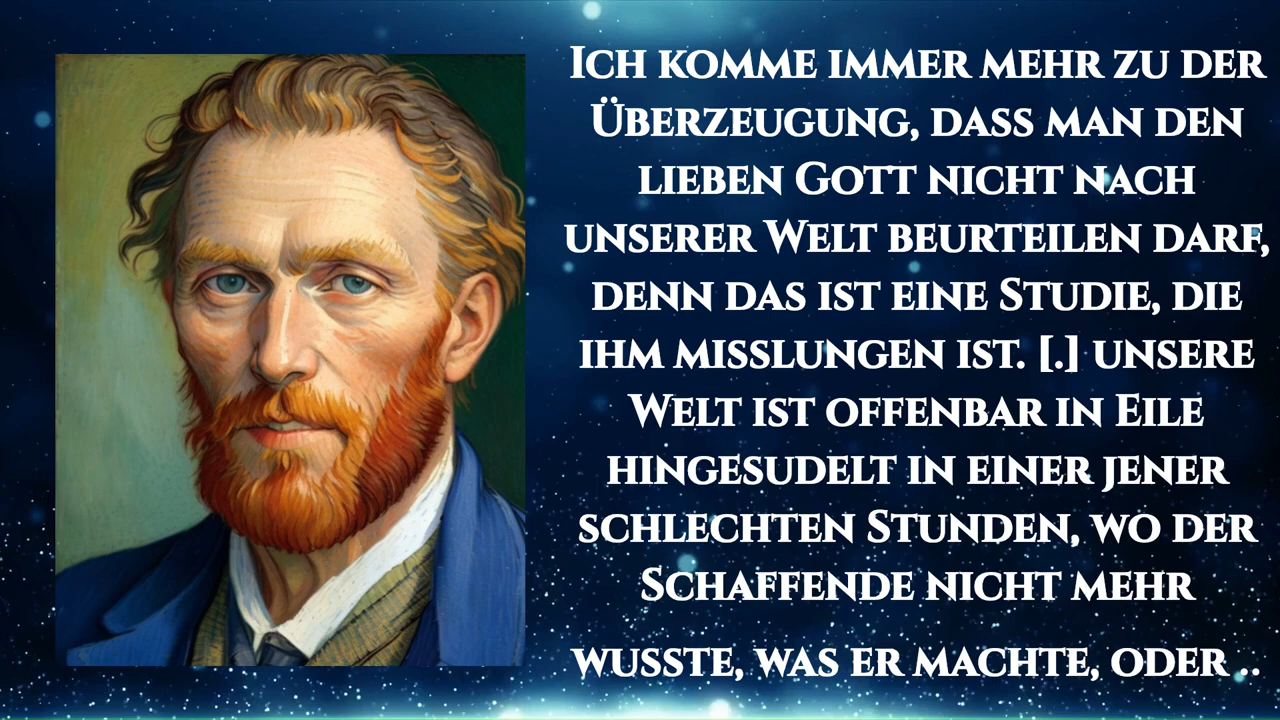 Ich komme immer mehr zu der
Überzeugung, dass man den
lieben Gott nicht nach
unserer Welt beurteilen darf,
denn das ist eine Studie, die
ihm misslungen ist. [.] unsere
Welt ist offenbar in Eile
hingesudelt in einer jener
schlechten Stunden, wo der
Schaffende nicht mehr
wusste, was er machte, oder ..